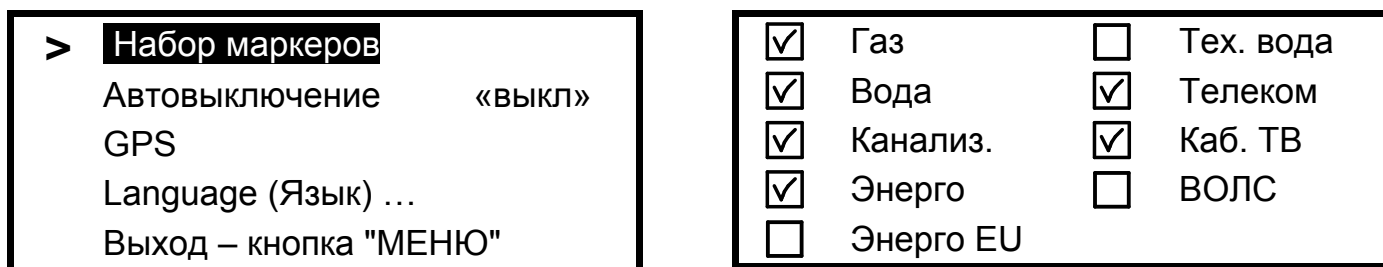 > Набор маркеров
Автовыключение «выкл»
GPS
Language (Язык) …
Выход – кнопка "МЕНЮ"
Газ Тех. вода
Вода Телеком
Канализ. Каб. ТВ
Энерго ВОЛС
Энерго EU